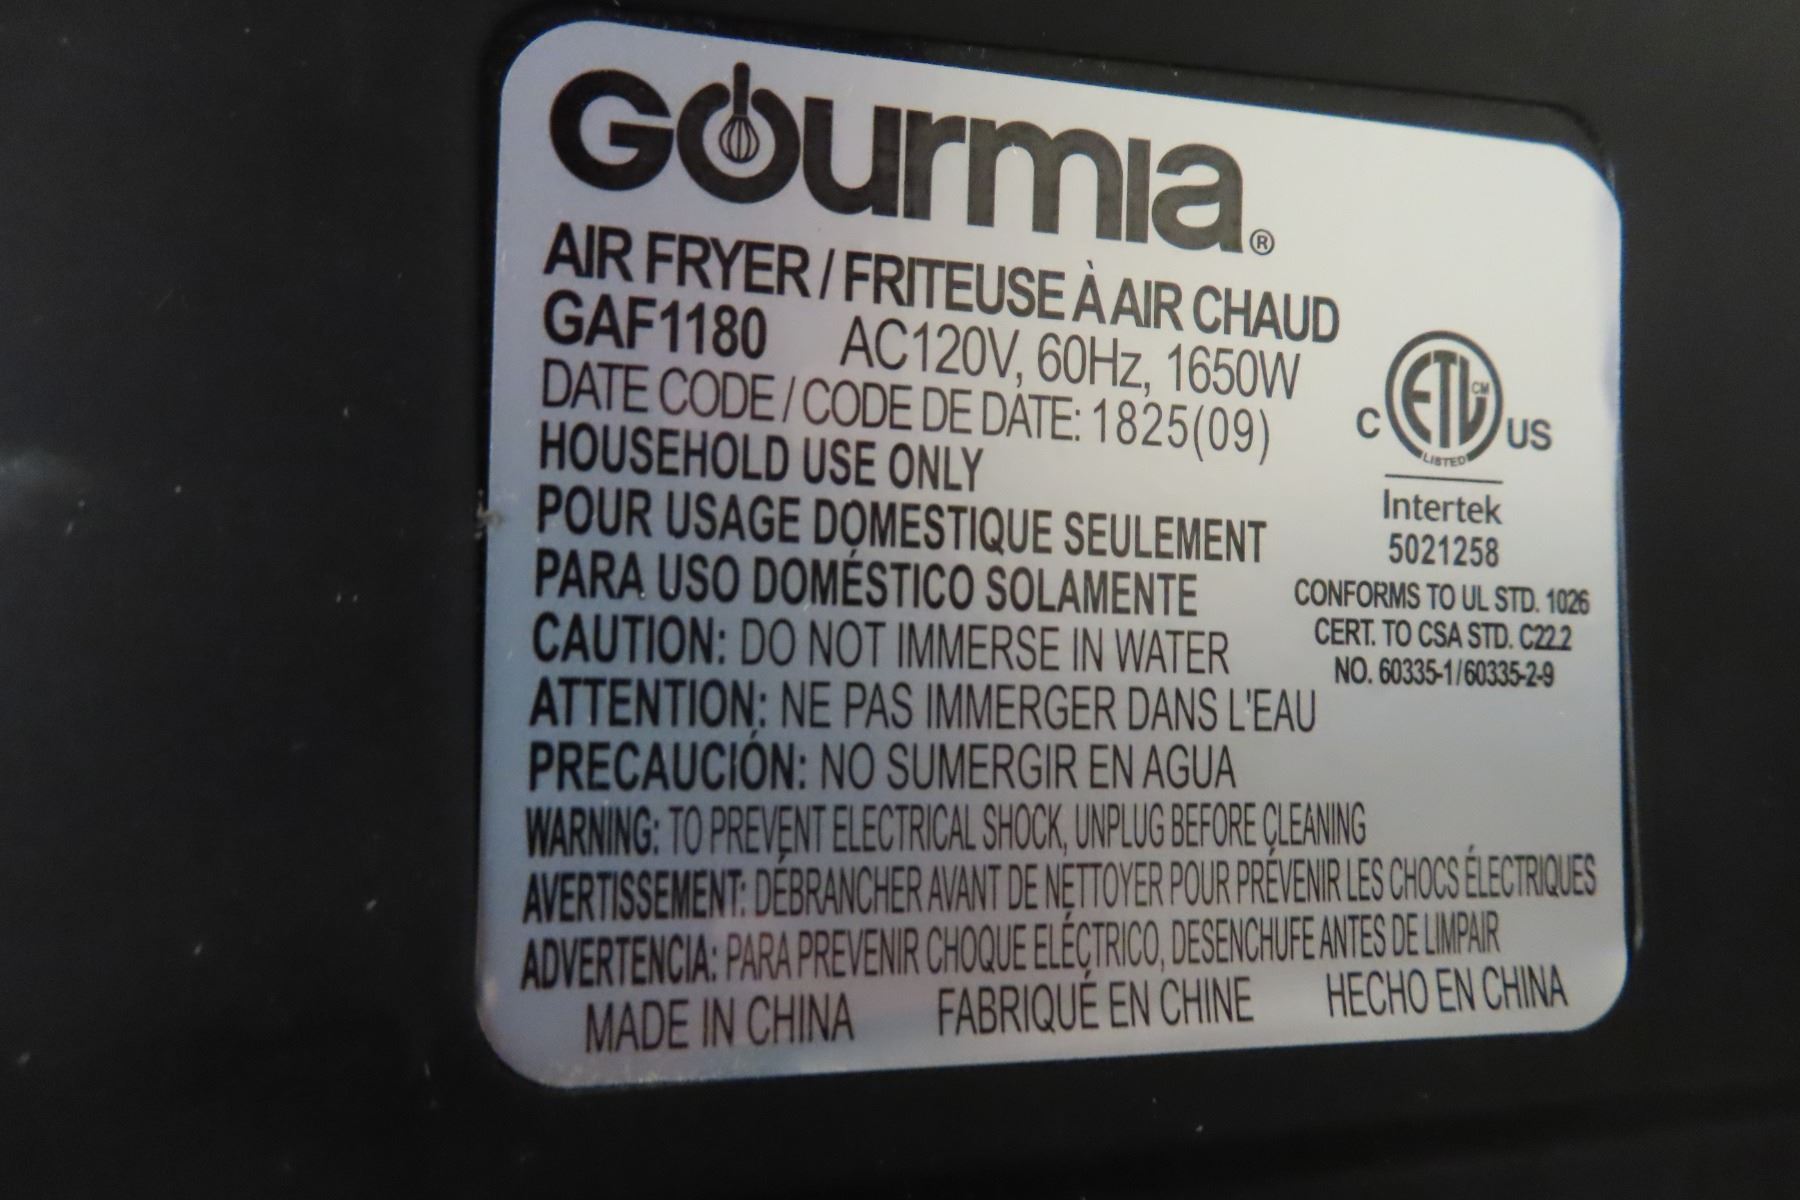 Gourmia®
AIR FRYER / FRITEUSE À AIR CHAUD
GAF1180 AC120V, 60Hz, 1650W
DATE CODE / CODE DE DATE: 1825(09)
HOUSEHOLD USE ONLY
POUR USAGE DOMESTIQUE SEULEMENT
PARA USO DOMÉSTICO SOLAMENTE
CAUTION: DO NOT IMMERSE IN WATER
ATTENTION: NE PAS IMMERGER DANS L'EAU
PRECAUCIÓN: NO SUMERGIR EN AGUA
WARNING: TO PREVENT ELECTRICAL SHOCK, UNPLUG BEFORE CLEANING
AVERTISSEMENT: DÉBRANCHER AVANT DE NETTOYER POUR PRÉVENIR LES CHOCS ÉLECTRIQUES
ADVERTENCIA: PARA PREVENIR CHOQUE ELÉCTRICO, DESENCHUFE ANTES DE LIMPAIR
MADE IN CHINA FABRIQUÉ EN CHINE HECHO EN CHINA
C ETL CM US
LISTED
Intertek
5021258
CONFORMS TO UL STD. 1026
CERT. TO CSA STD. C22.2
NO. 60335-1/60335-2-9